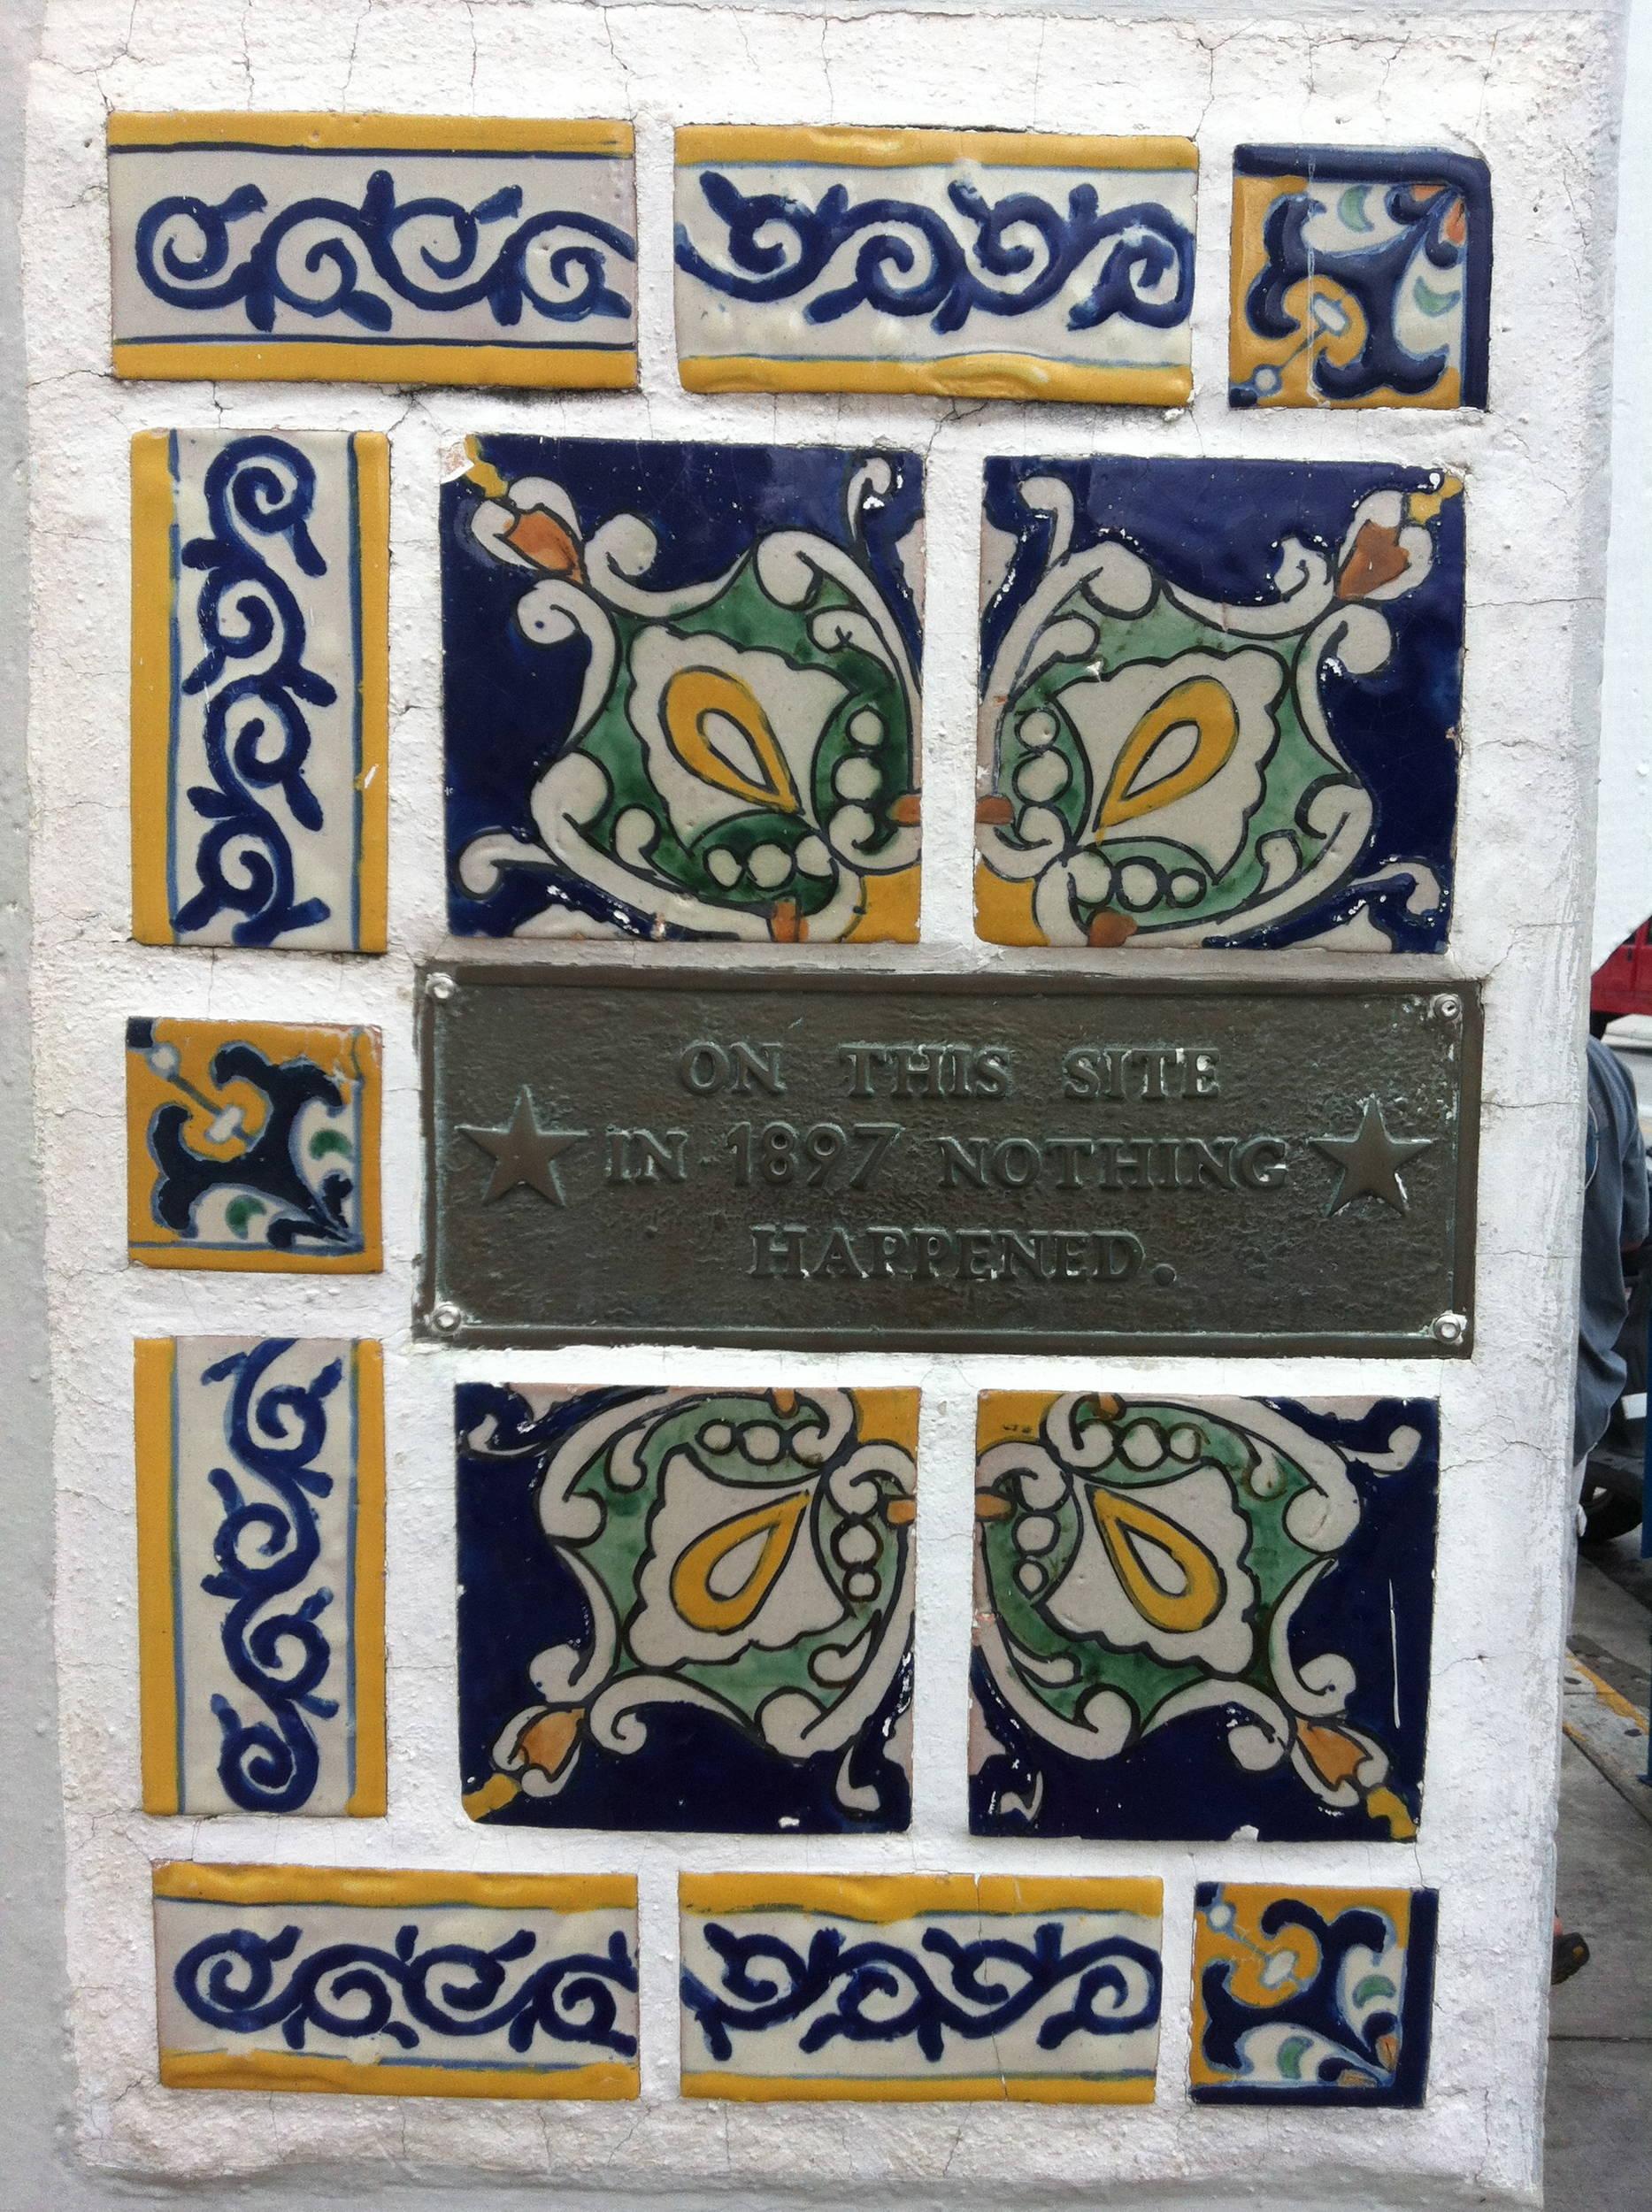 ON THIS SITE
IN 1897 NOTHING
HAPPENED.